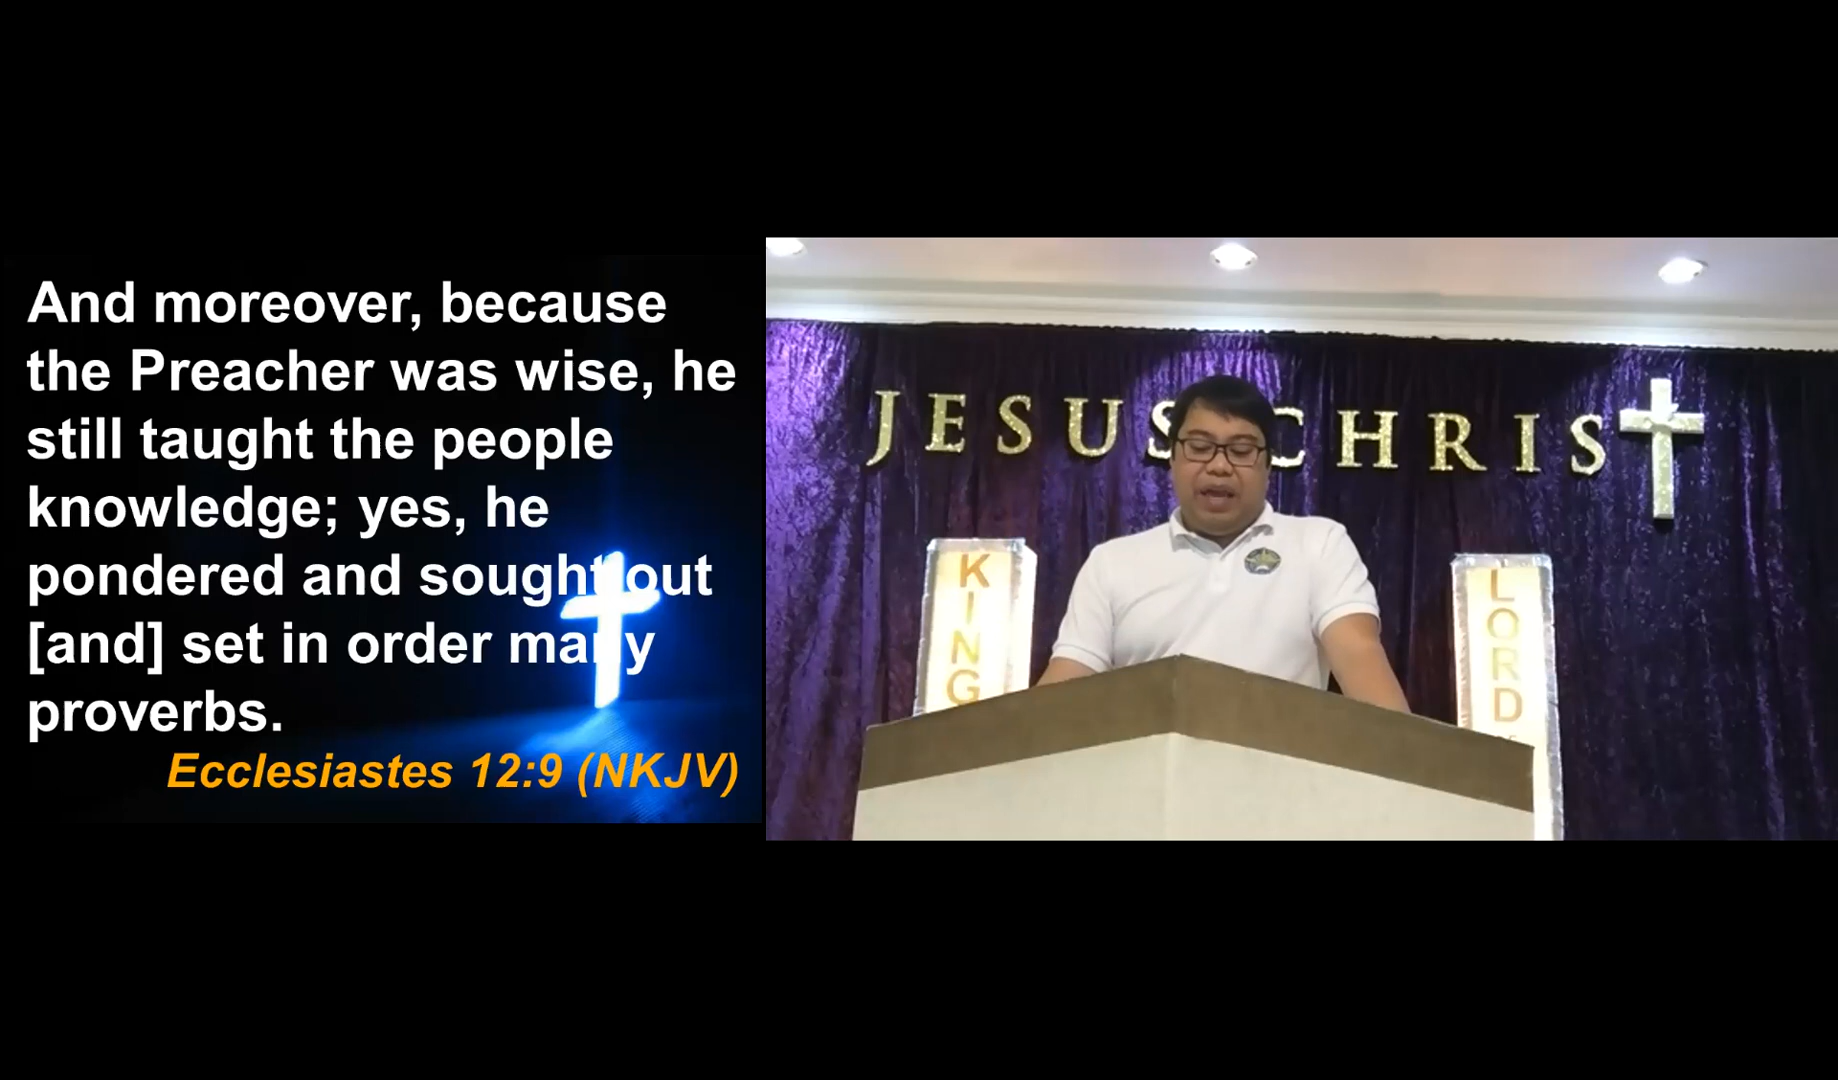 And moreover, because
the Preacher was wise, he
still taught the people
knowledge; yes, he
pondered and sought out
[and] set in order many
proverbs.
Ecclesiastes 12:9 (NKJV)
JESUS CHRIST
KING
LORD